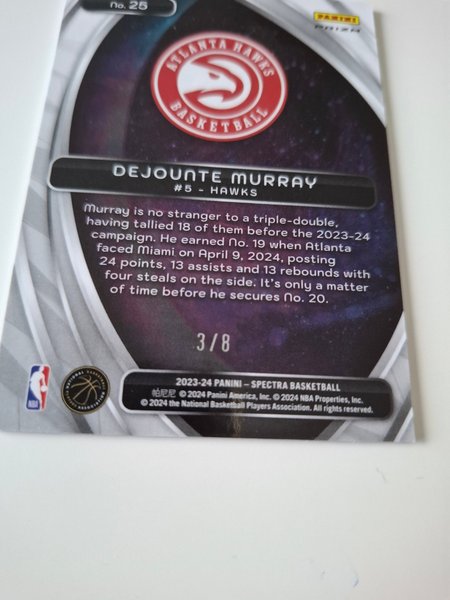 No. 25
PANINI
PRIZM
ATLANTA HAWKS
BASKETBALL
DEJOUNTE MURRAY
#5 - HAWKS
Murray is no stranger to a triple-double,
having tallied 18 of them before the 2023-24
campaign. He earned No. 19 when Atlanta
faced Miami on April 9, 2024, posting
24 points, 13 assists and 13 rebounds with
four steals on the side. It's only a matter
of time before he secures No. 20.
3/8
2023-24 PANINI – SPECTRA BASKETBALL
帕尼尼 © 2024 Panini America, Inc. © 2024 NBA Properties, Inc.
© 2024 the National Basketball Players Association. All rights reserved.
NBA